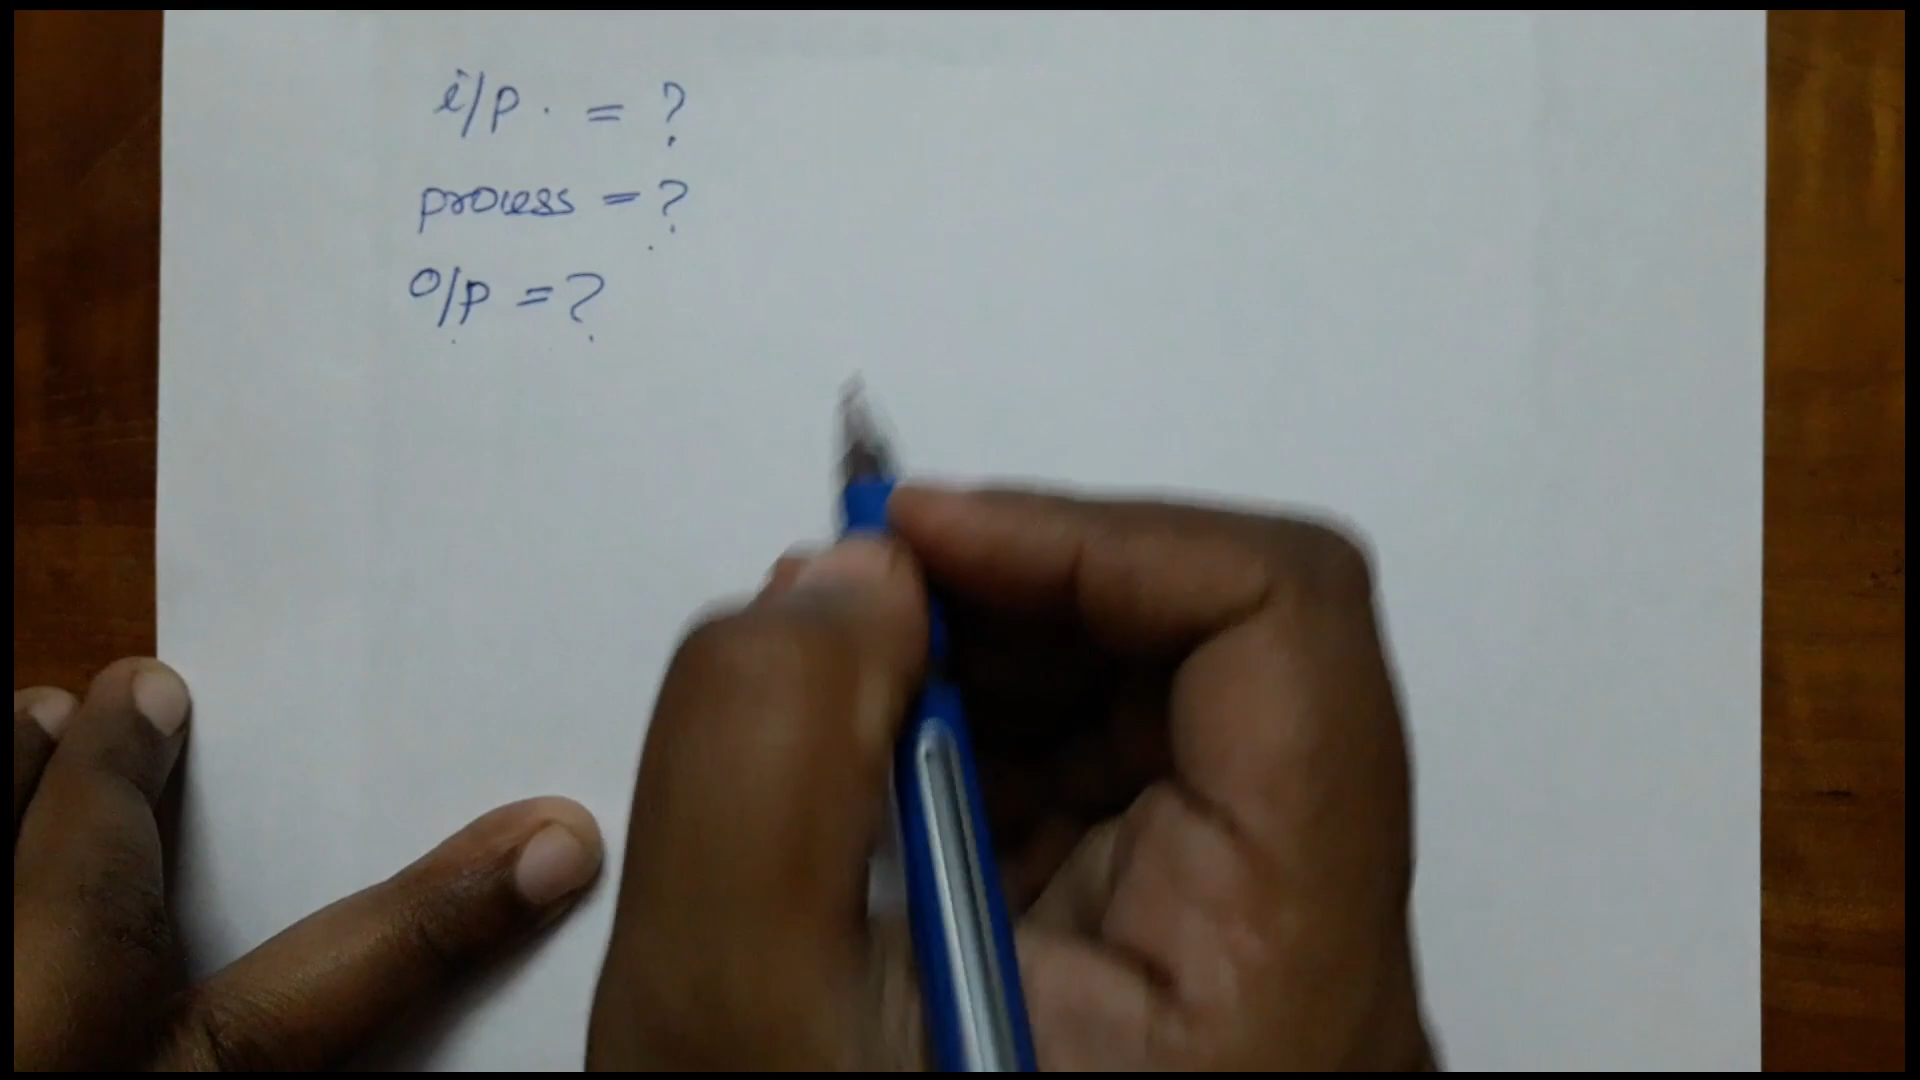 i/p. = ?
process = ?
o/p = ?